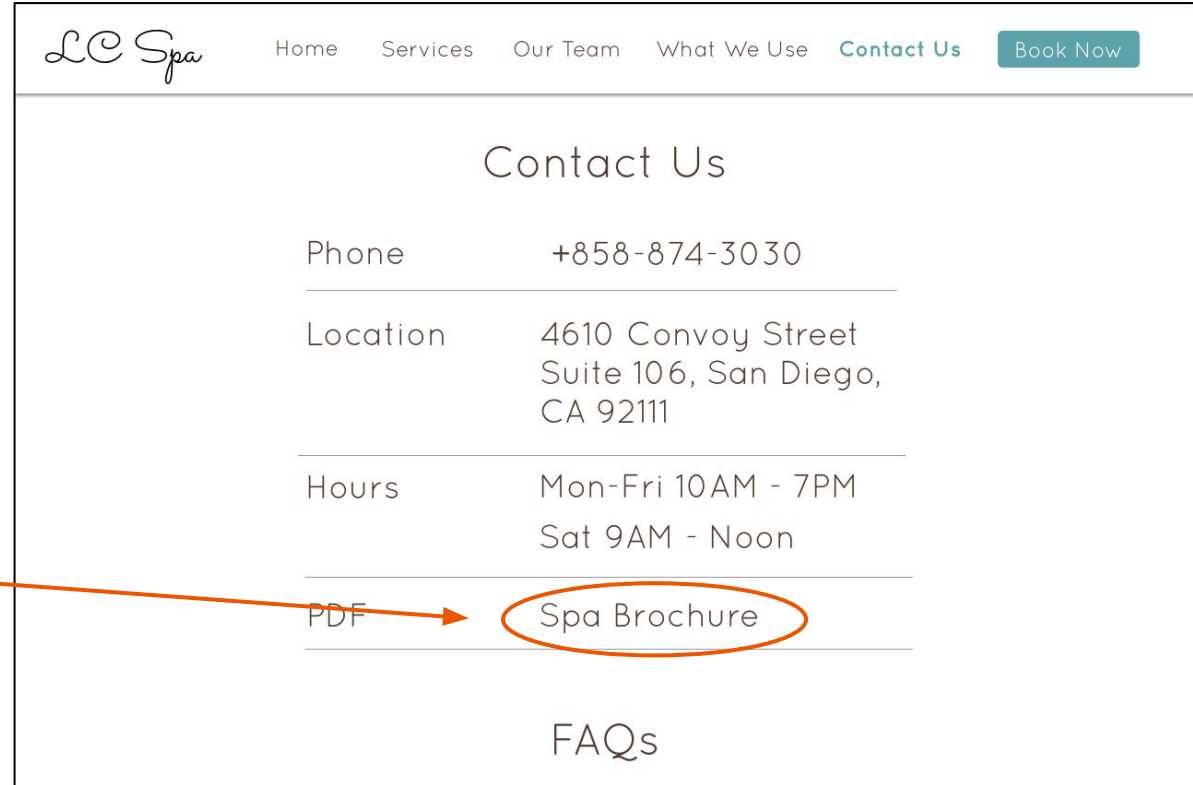 LC Spa Home Services Our Team What We Use Contact Us Book Now
Contact Us
Phone +858-874-3030
Location 4610 Convoy Street
Suite 106, San Diego,
CA 92111
Hours Mon-Fri 10AM - 7PM
Sat 9AM - Noon
PDF Spa Brochure
FAQs